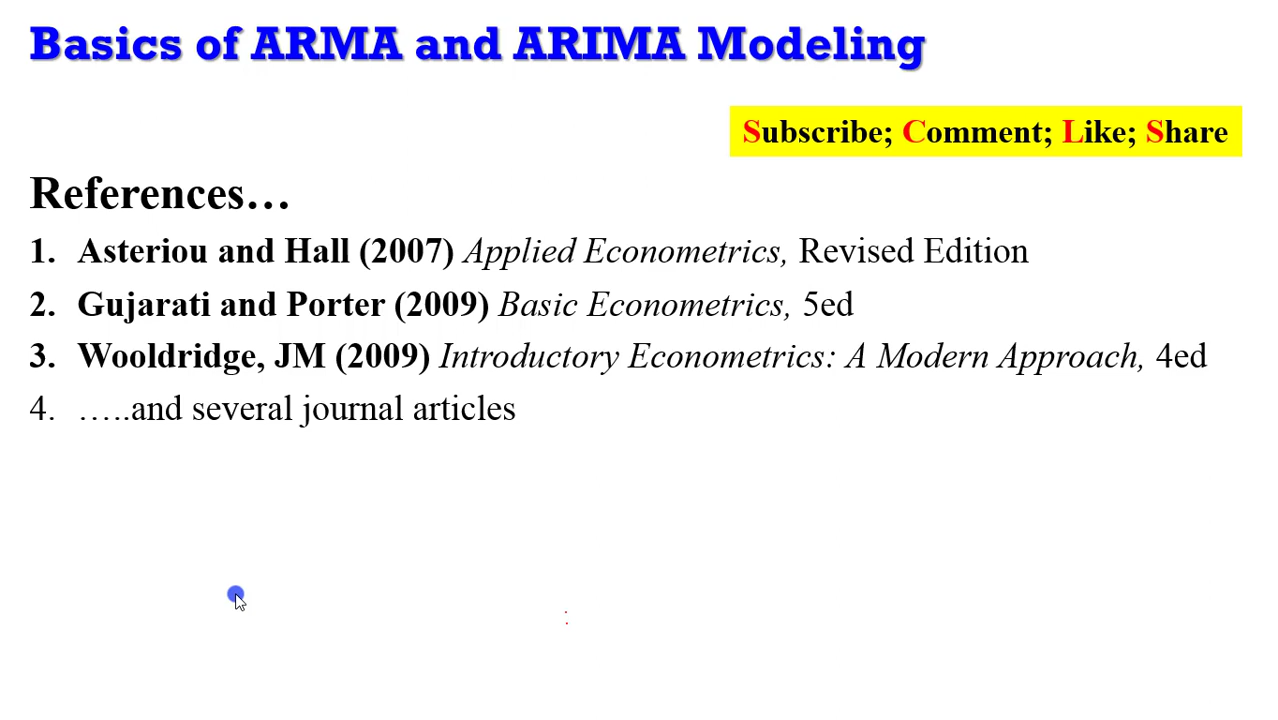 Basics of ARMA and ARIMA Modeling
Subscribe; Comment; Like; Share
References…
1. Asteriou and Hall (2007) Applied Econometrics, Revised Edition
2. Gujarati and Porter (2009) Basic Econometrics, 5ed
3. Wooldridge, JM (2009) Introductory Econometrics: A Modern Approach, 4ed
4. …..and several journal articles